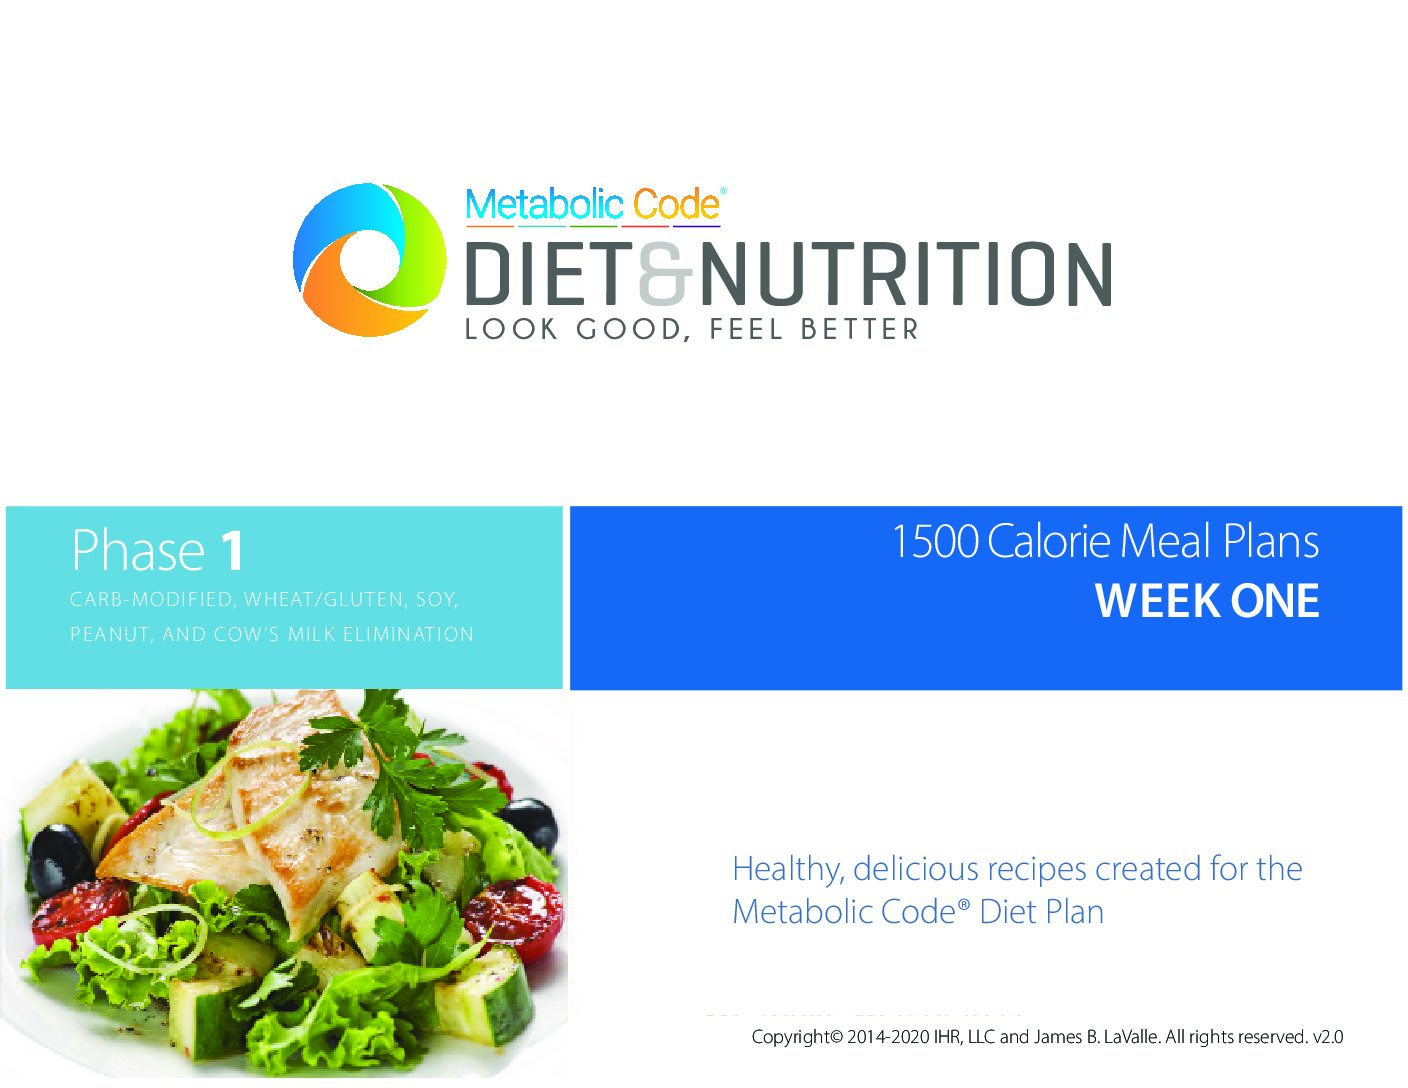 Metabolic Code®
DIET&NUTRITION
LOOK GOOD, FEEL BETTER
Phase 1
CARB-MODIFIED, WHEAT/GLUTEN, SOY,
PEANUT, AND COW'S MILK ELIMINATION
1500 Calorie Meal Plans
WEEK ONE
Healthy, delicious recipes created for the
Metabolic Code® Diet Plan
Copyright© 2014-2020 IHR, LLC and James B. LaValle. All rights reserved. v2.0